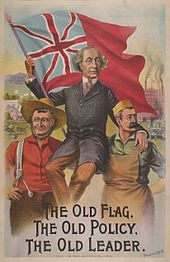 The Old Flag.
The Old Policy.
The Old Leader.